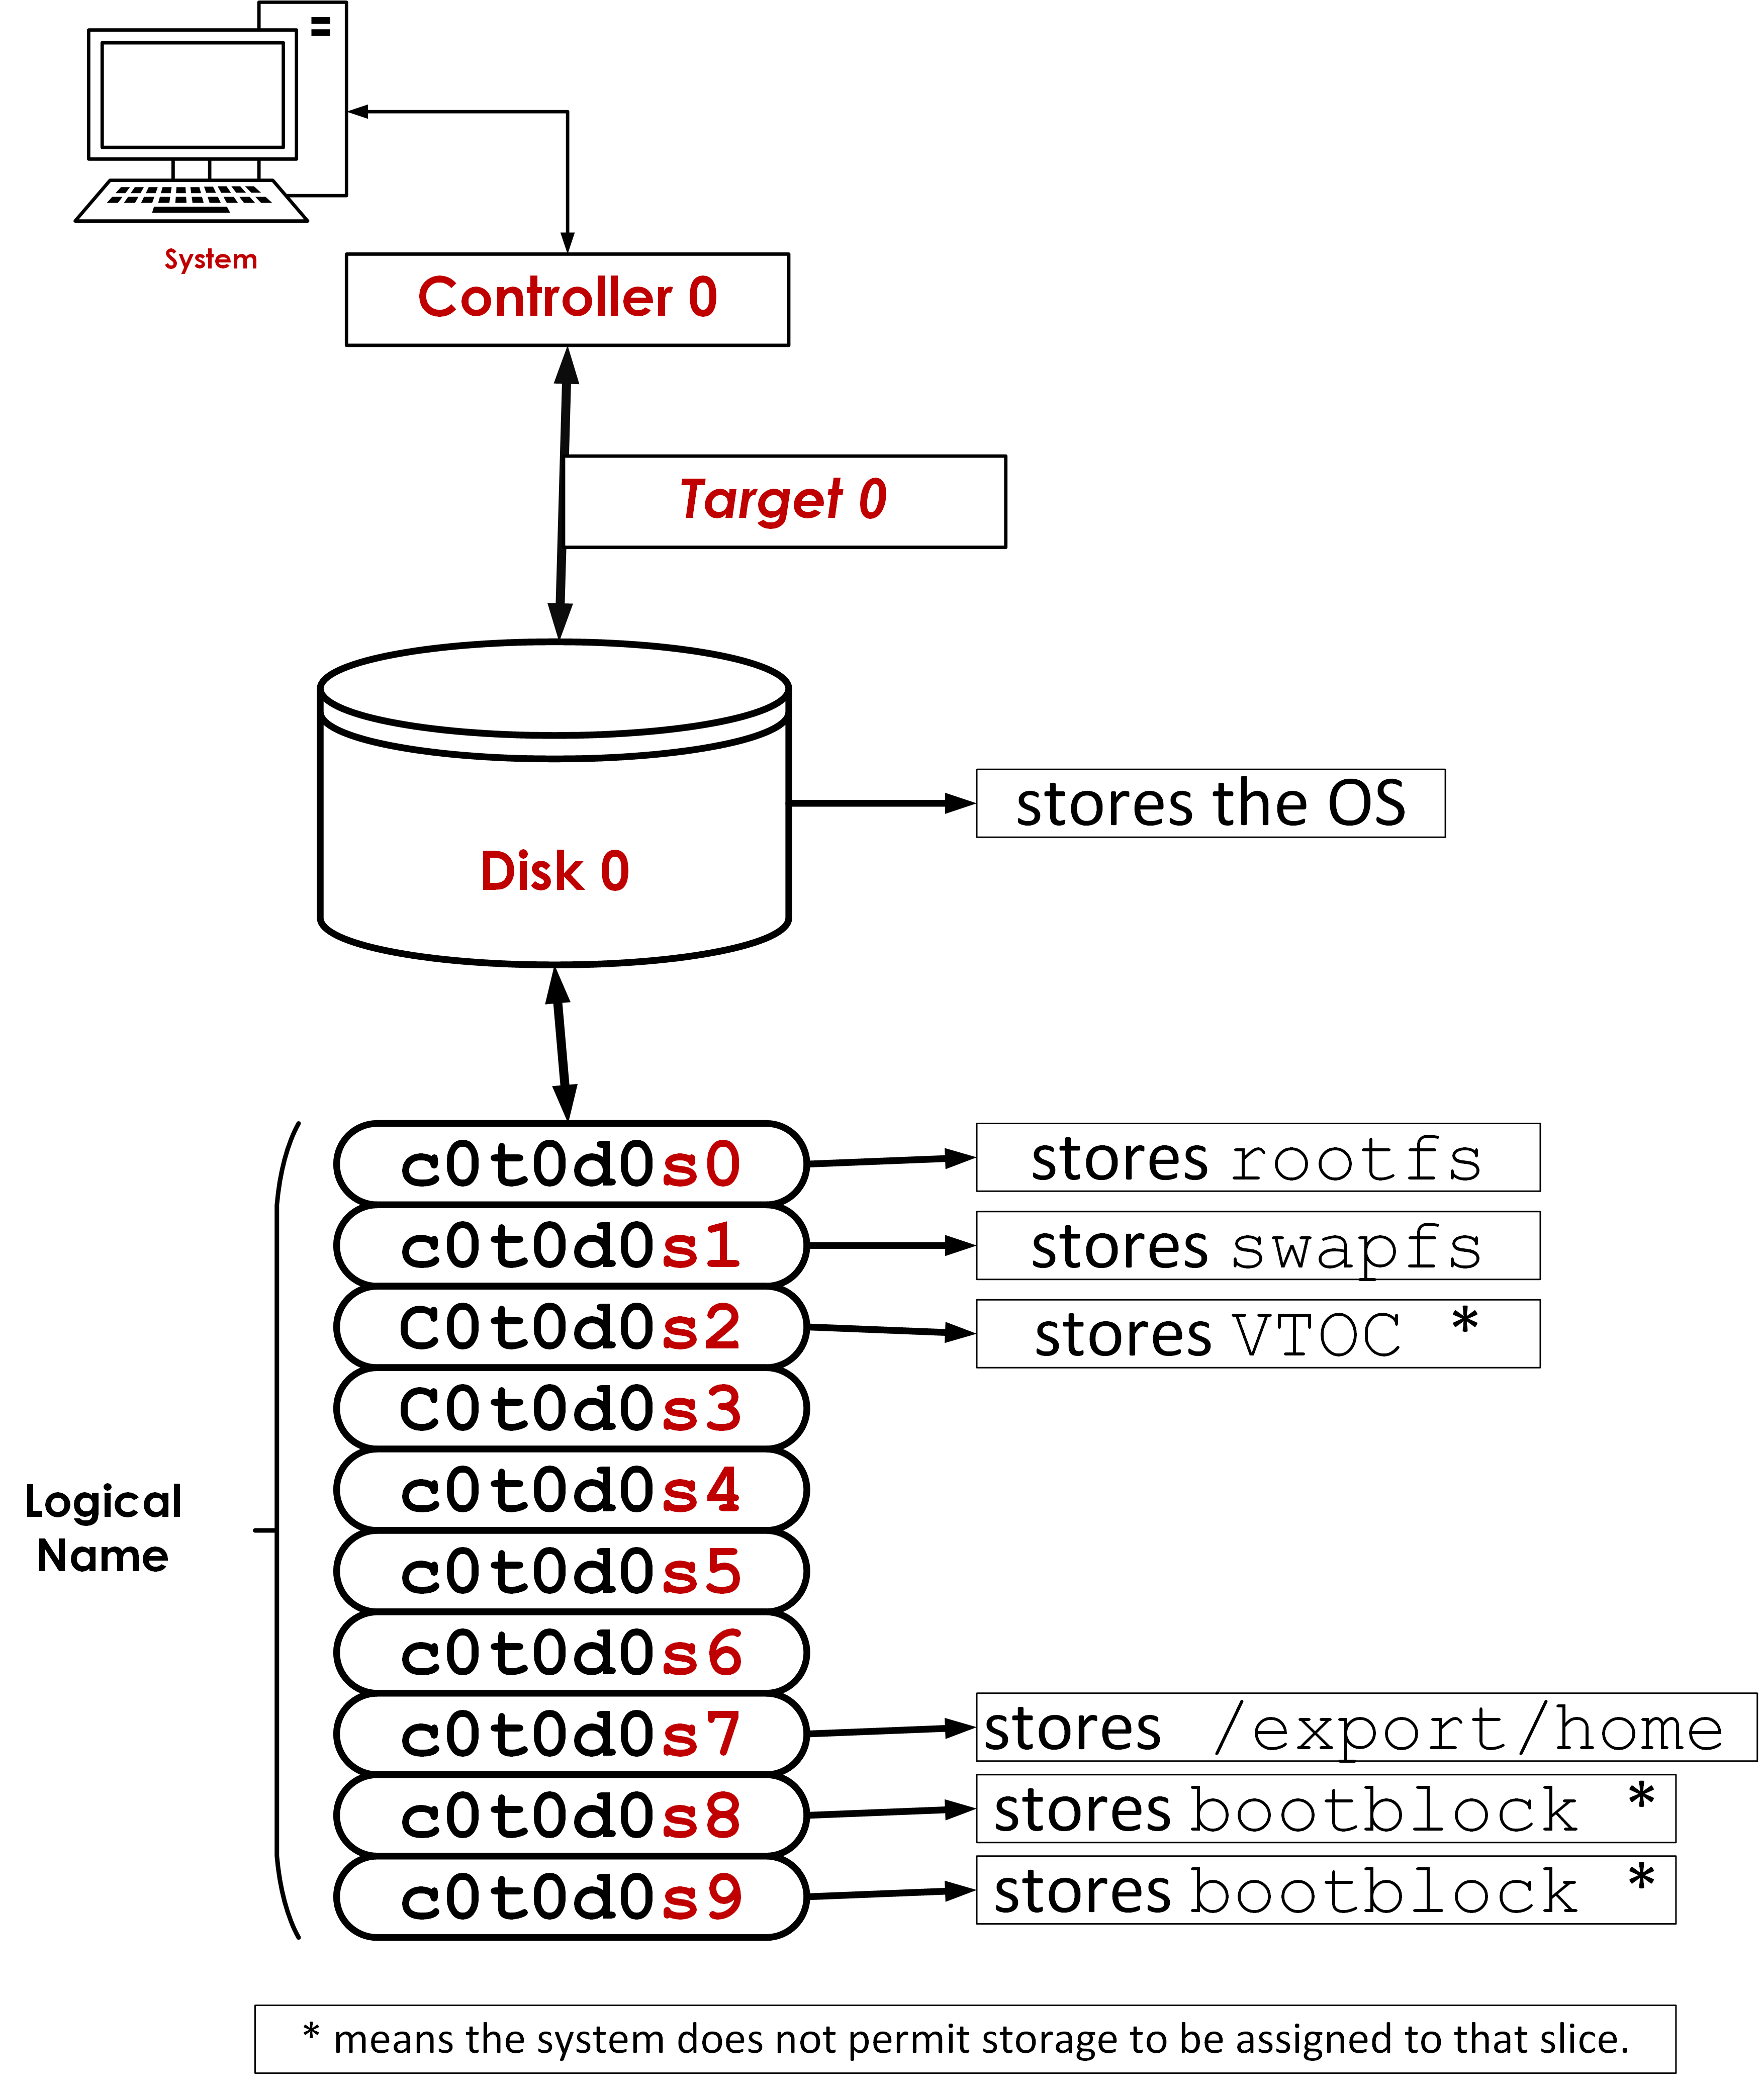 System
Controller 0
Target 0
Disk 0
stores the OS
c0t0d0s0
stores rootfs
c0t0d0s1
stores swapfs
C0t0d0s2
stores VTOC *
C0t0d0s3
c0t0d0s4
Logical
Name
c0t0d0s5
c0t0d0s6
c0t0d0s7
stores /export/home
c0t0d0s8
stores bootblock *
c0t0d0s9
stores bootblock *
* means the system does not permit storage to be assigned to that slice.